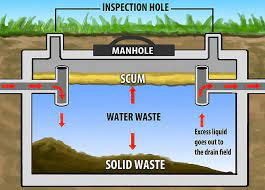 INSPECTION HOLE
MANHOLE
SCUM
WATER WASTE
Excess liquid
goes out to
the drain field
SOLID WASTE